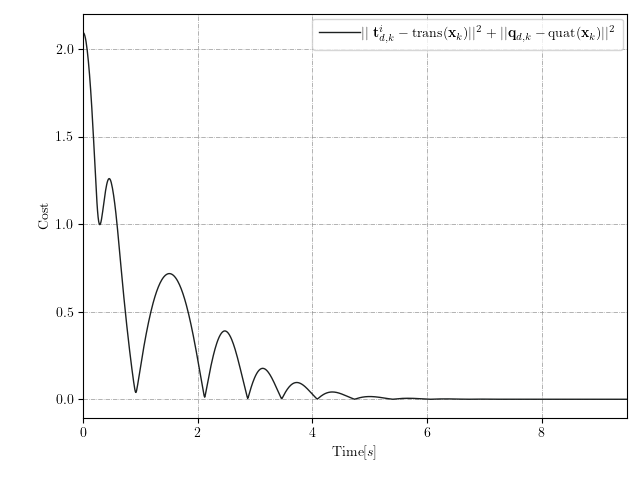 || t^i_{d,k} − trans(x_k)||^2 + ||q_{d,k} − quat(x_k)||^2
2.0
1.5
1.0
0.5
0.0
Cost
0 2 4 6 8
Time[s]